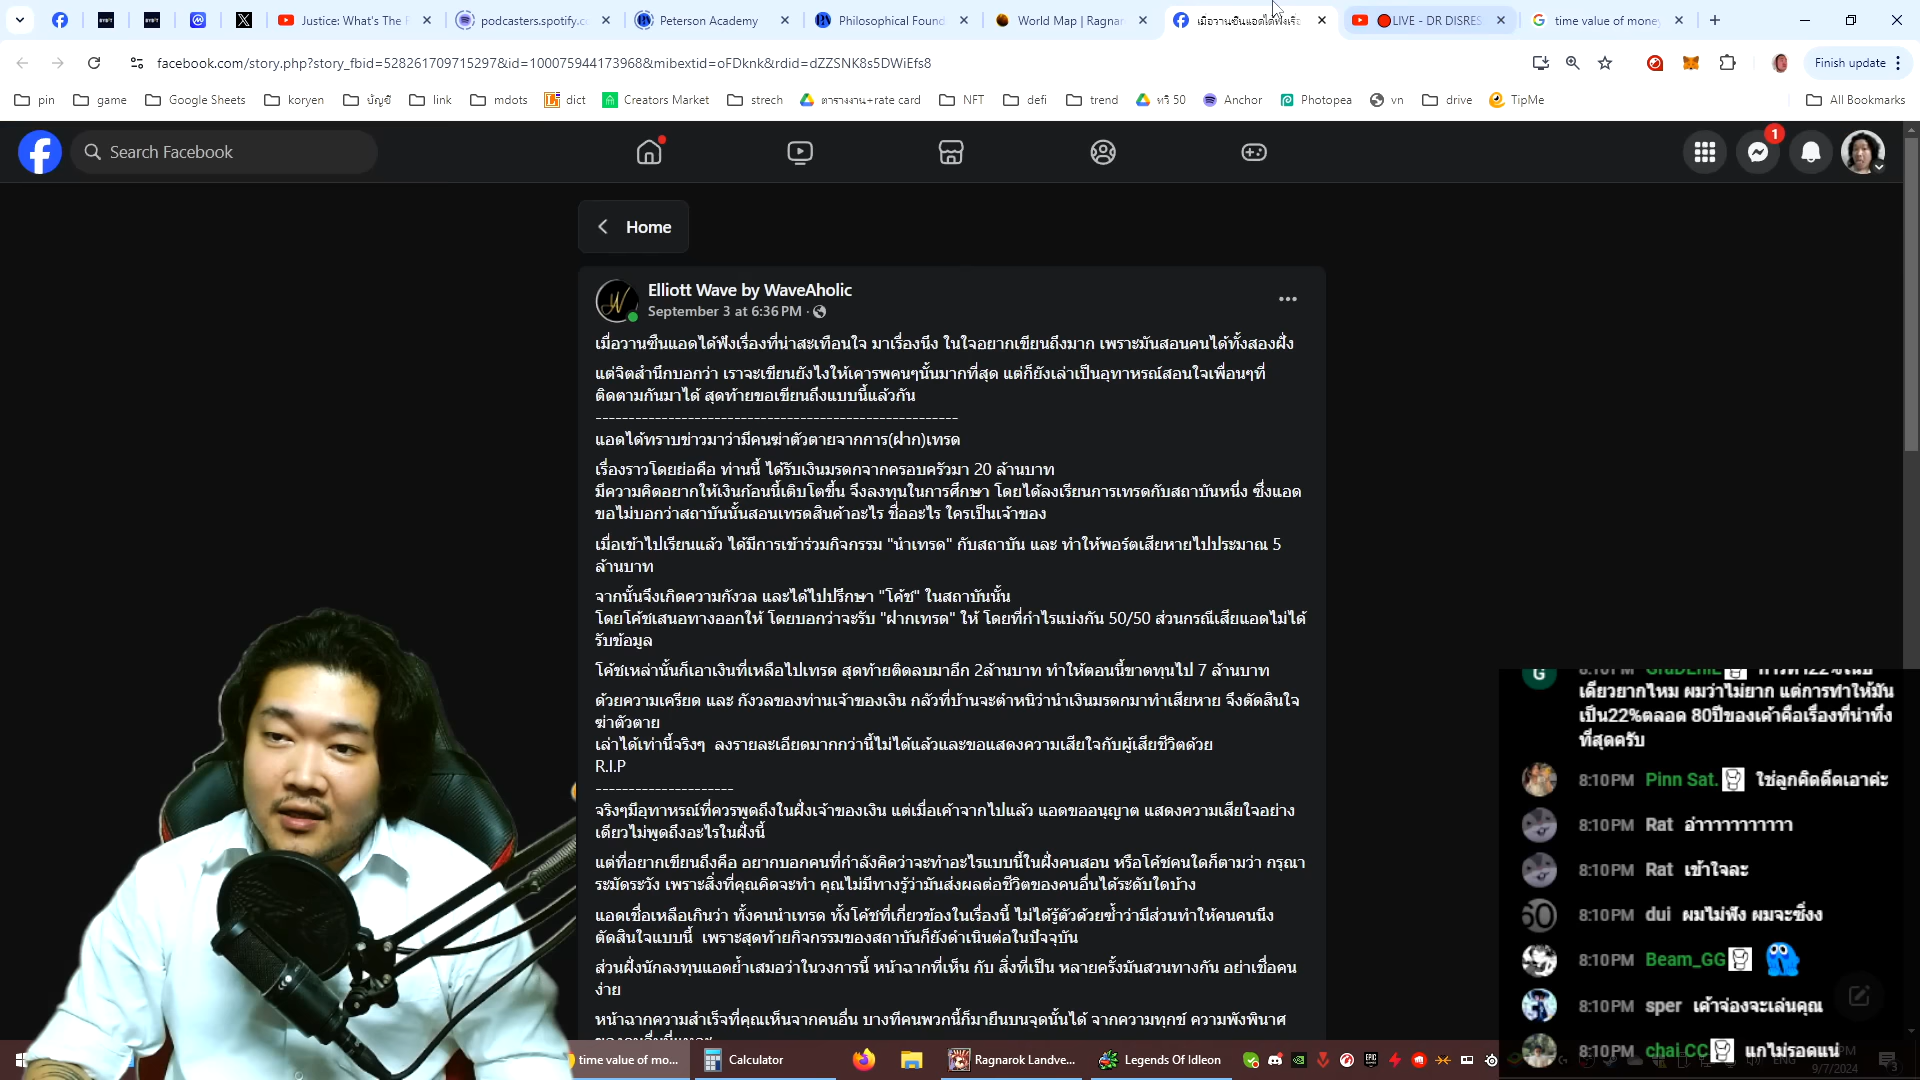 Justice: What's The F
podcasters.spotify.c
Peterson Academy
Philosophical Found
World Map | Ragna
เมื่อวานซืนแอดได้ฟังเรื่
LIVE - DR DISRES
time value of money
facebook.com/story.php?story_fbid=528261709715297&id=100075944173968&mibextid=oFDknk&rdid=dZZSNK8s5DWiEfs8
Finish update
pin game Google Sheets koryen บัญชี link mdots dict Creators Market strech ตารางงาน+rate card NFT defi trend ทวิ 50 Anchor Photopea vn drive TipMe All Bookmarks
Search Facebook
1
Home
Elliott Wave by WaveAholic
September 3 at 6:36 PM ·
เมื่อวานซืนแอดได้ฟังเรื่องที่น่าสะเทือนใจ มาเรื่องนึง ในใจอยากเขียนถึงมาก เพราะมันสอนคนได้ทั้งสองฝั่ง
แต่จิตสำนึกบอกว่า เราจะเขียนยังไงให้เคารพคนๆนั้นมากที่สุด แต่ก็ยังเล่าเป็นอุทาหรณ์สอนใจเพื่อนๆที่
ติดตามกันมาได้ สุดท้ายขอเขียนถึงแบบนี้แล้วกัน
-------------------------------------------------------
แอดได้ทราบข่าวมาว่ามีคนฆ่าตัวตายจากการ(ฝาก)เทรด
เรื่องราวโดยย่อคือ ท่านนี้ ได้รับเงินมรดกจากครอบครัวมา 20 ล้านบาท
มีความคิดอยากให้เงินก้อนนี้เติบโตขึ้น จึงลงทุนในการศึกษา โดยได้ลงเรียนการเทรดกับสถาบันหนึ่ง ซึ่งแอด
ขอไม่บอกว่าสถาบันนั้นสอนเทรดสินค้าอะไร ชื่ออะไร ใครเป็นเจ้าของ
เมื่อเข้าไปเรียนแล้ว ได้มีการเข้าร่วมกิจกรรม "นำเทรด" กับสถาบัน และ ทำให้พอร์ตเสียหายไปประมาณ 5
ล้านบาท
จากนั้นจึงเกิดความกังวล และได้ไปปรึกษา "โค้ช" ในสถาบันนั้น
โดยโค้ชเสนอทางออกให้ โดยบอกว่าจะรับ "ฝากเทรด" ให้ โดยที่กำไรแบ่งกัน 50/50 ส่วนกรณีเสียแอดไม่ได้
รับข้อมูล
โค้ชเหล่านั้นก็เอาเงินที่เหลือไปเทรด สุดท้ายติดลบมาอีก 2ล้านบาท ทำให้ตอนนี้ขาดทุนไป 7 ล้านบาท
ด้วยความเครียด และ กังวลของท่านเจ้าของเงิน กลัวที่บ้านจะตำหนิว่านำเงินมรดกมาทำเสียหาย จึงตัดสินใจ
ฆ่าตัวตาย
เล่าได้เท่านี้จริงๆ ลงรายละเอียดมากกว่านี้ไม่ได้แล้วและขอแสดงความเสียใจกับผู้เสียชีวิตด้วย
R.I.P
---------------------
จริงๆมีอุทาหรณ์ที่ควรพูดถึงในฝั่งเจ้าของเงิน แต่เมื่อเค้าจากไปแล้ว แอดขออนุญาต แสดงความเสียใจอย่าง
เดียวไม่พูดถึงอะไรในฝั่งนี้
แต่ที่อยากเขียนถึงคือ อยากบอกคนที่กำลังคิดว่าจะทำอะไรแบบนี้ในฝั่งคนสอน หรือโค้ชคนใดก็ตามว่า กรุณา
ระมัดระวัง เพราะสิ่งที่คุณคิดจะทำ คุณไม่มีทางรู้ว่ามันส่งผลต่อชีวิตของคนอื่นได้ระดับใดบ้าง
แอดเชื่อเหลือเกินว่า ทั้งคนนำเทรด ทั้งโค้ชที่เกี่ยวข้องในเรื่องนี้ ไม่ได้รู้ตัวด้วยซ้ำว่ามีส่วนทำให้คนคนนึง
ตัดสินใจแบบนี้ เพราะสุดท้ายกิจกรรมของสถาบันก็ยังดำเนินต่อในปัจจุบัน
ส่วนฝั่งนักลงทุนแอดย้ำเสมอว่าในวงการนี้ หน้าฉากที่เห็น กับ สิ่งที่เป็น หลายครั้งมันสวนทางกัน อย่าเชื่อคน
ง่าย
หน้าฉากความสำเร็จที่คุณเห็นจากคนอื่น บางทีคนพวกนี้ก็มายืนบนจุดนั้นได้ จากความทุกข์ ความพังพินาศ
เดียวยากไหม ผมว่าไม่ยาก แต่การทำให้มัน
เป็น22%ตลอด 80ปีของเค้าคือเรื่องที่น่าทึ่ง
ที่สุดครับ
8:10 PM Pinn Sat. ใช่ลูกคิดดีดเอาค่ะ
8:10 PM Rat อ่าาาาาาาาาาา
8:10 PM Rat เข้าใจละ
8:10 PM dui ผมไม่ฟัง ผมจะซิ่งง
8:10 PM Beam_GG
8:10 PM sper เค้าจ้องจะเล่นคุณ
8:10 PM chai CC แกไม่รอดแน่
time value of mo...
Calculator
Ragnarok Landve...
Legends Of Idleon
9/7/2024